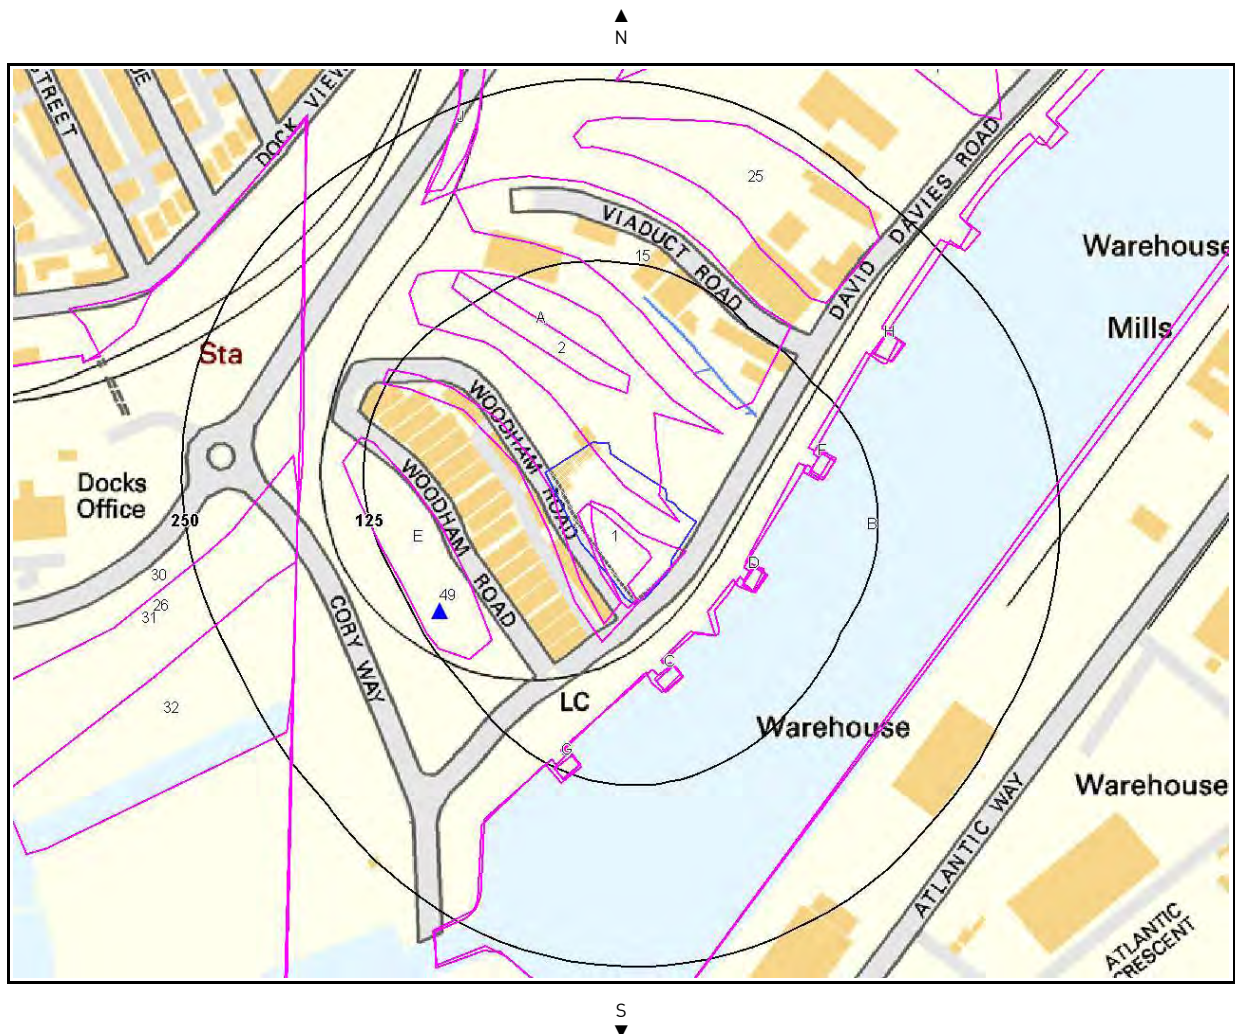 N
STREET
UE
DOCK VIEW
J
25
VIADUCT ROAD
DAVID DAVIES ROAD
15
Warehouse
Mills
A
2
H
Sta
WOODHAM ROAD
F
Docks
Office
250
125
WOODHAM ROAD
E
1
B
D
30
26
31
49
CORY WAY
C
32
LC
Warehouse
G
ATLANTIC WAY
Warehouse
ATLANTIC
CRESCENT
S